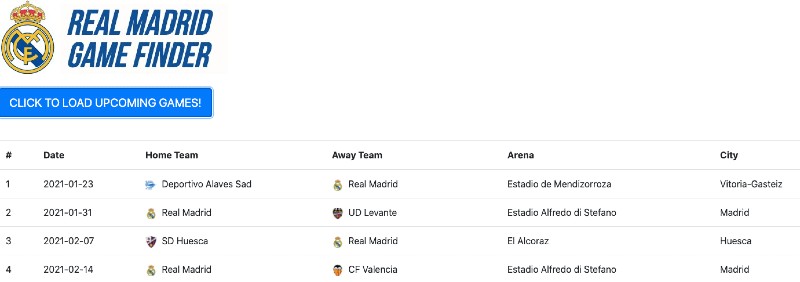 REAL MADRID
GAME FINDER
CLICK TO LOAD UPCOMING GAMES!
# Date Home Team Away Team Arena City
1 2021-01-23 Deportivo Alaves Sad Real Madrid Estadio de Mendizorroza Vitoria-Gasteiz
2 2021-01-31 Real Madrid UD Levante Estadio Alfredo di Stefano Madrid
3 2021-02-07 SD Huesca Real Madrid El Alcoraz Huesca
4 2021-02-14 Real Madrid CF Valencia Estadio Alfredo di Stefano Madrid